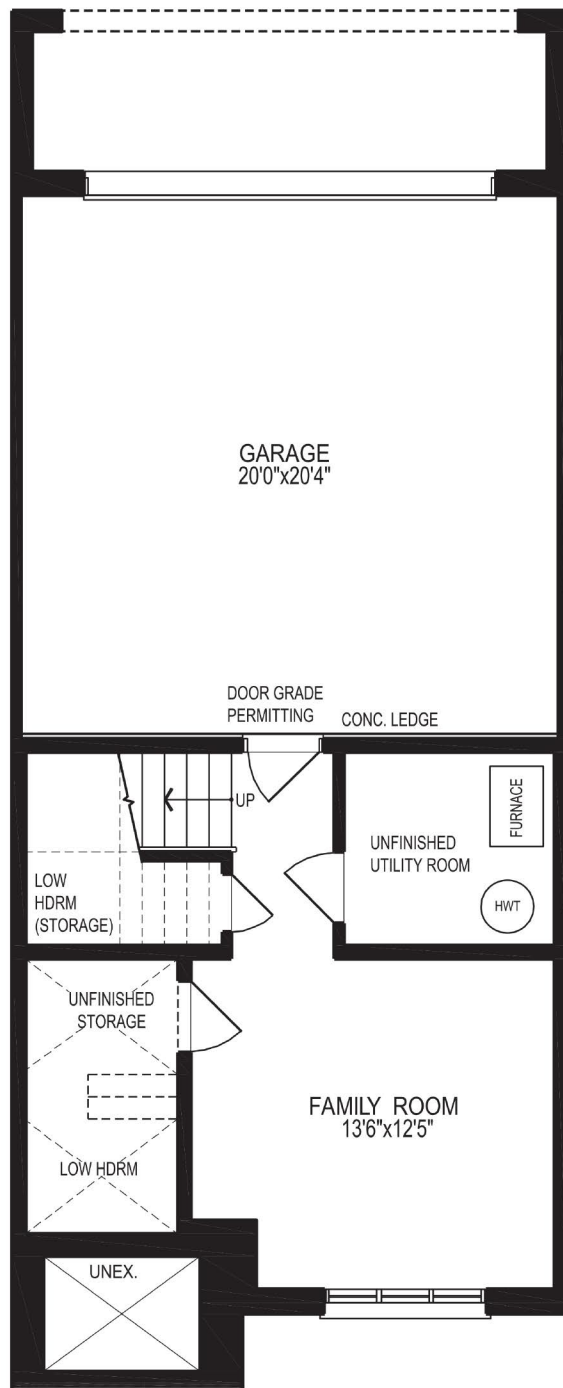 GARAGE
20'0"x20'4"
DOOR GRADE
PERMITTING
CONC. LEDGE
UP
FURNACE
UNFINISHED
UTILITY ROOM
LOW
HDRM
(STORAGE)
HWT
UNFINISHED
STORAGE
FAMILY ROOM
13'6"x12'5"
LOW HDRM
UNEX.